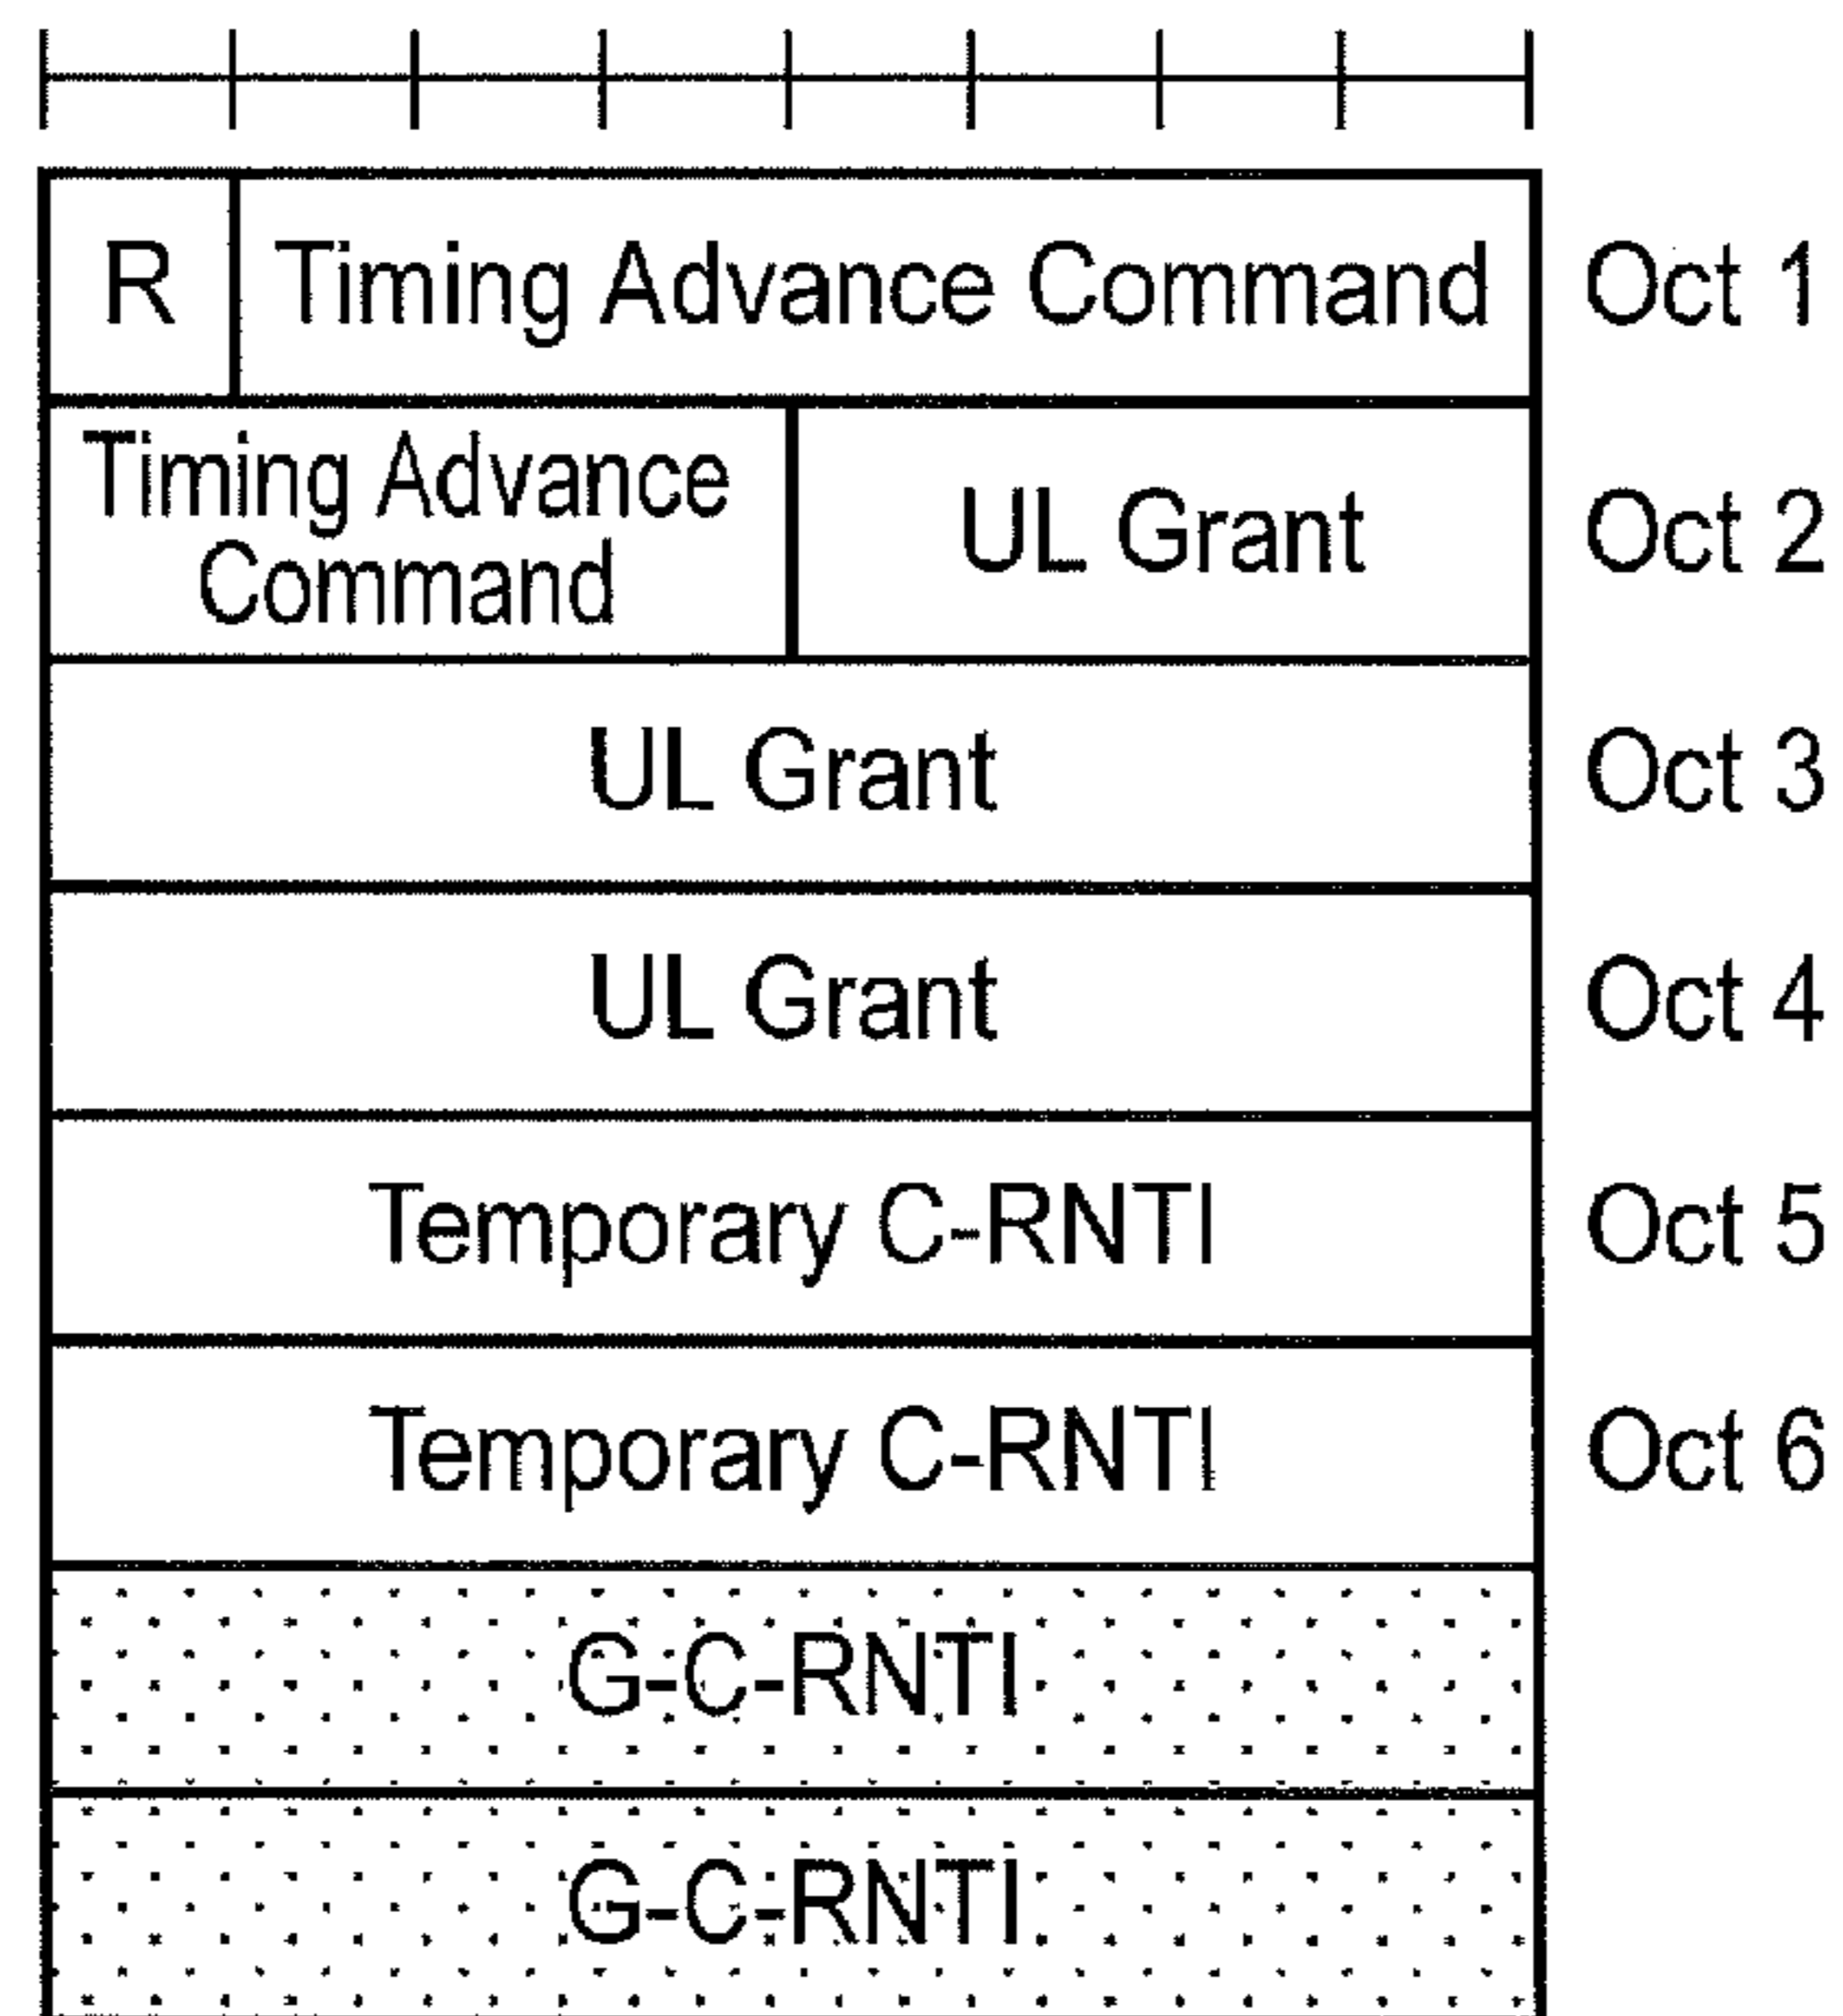 R Timing Advance Command Oct 1
Timing Advance
Command UL Grant Oct 2
UL Grant Oct 3
UL Grant Oct 4
Temporary C-RNTI Oct 5
Temporary C-RNTI Oct 6
G-C-RNTI
G-C-RNTI